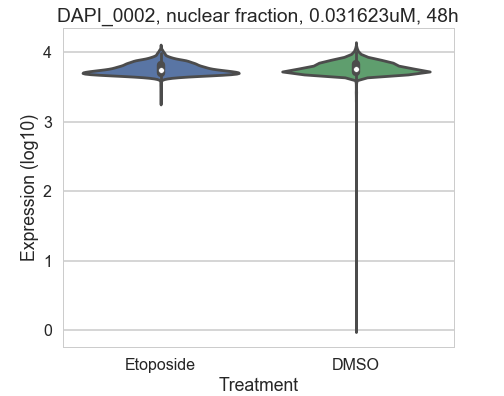 DAPI_0002, nuclear fraction, 0.031623uM, 48h
4
3
2
1
0
Expression (log10)
Etoposide
DMSO
Treatment